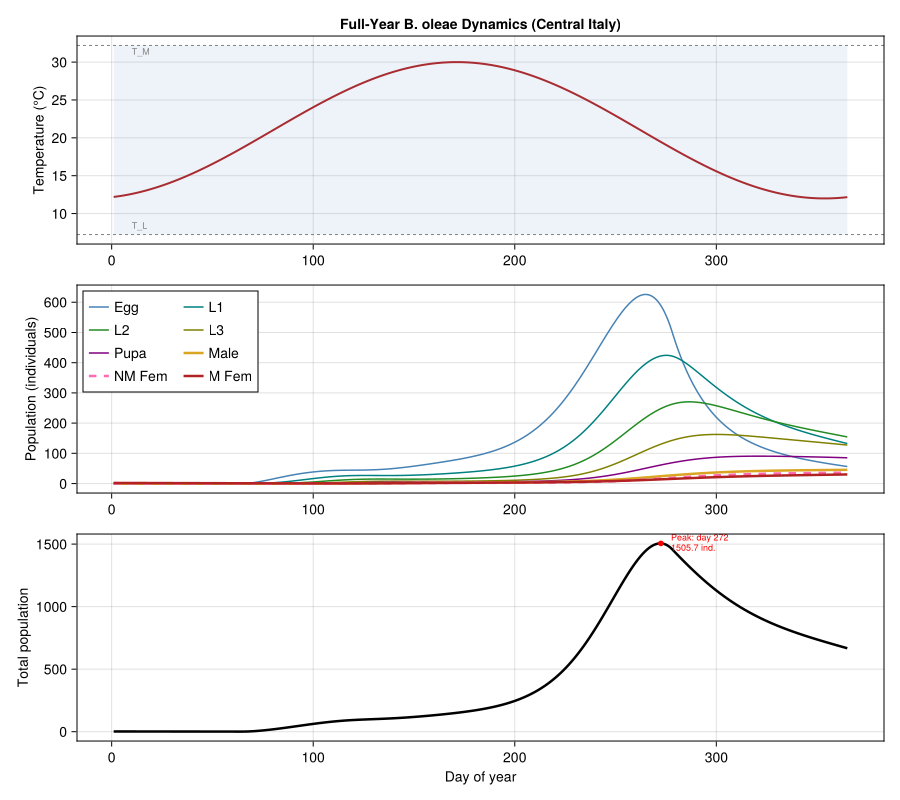 Full-Year B. oleae Dynamics (Central Italy)
Temperature (°C)
30
25
20
15
10
T_M
T_L
0 100 200 300
Population (individuals)
600
500
400
300
200
100
0
Egg L1
L2 L3
Pupa Male
NM Fem M Fem
0 100 200 300
Total population
1500
1000
500
0
Peak: day 272
1505.7 ind.
0 100 200 300
Day of year